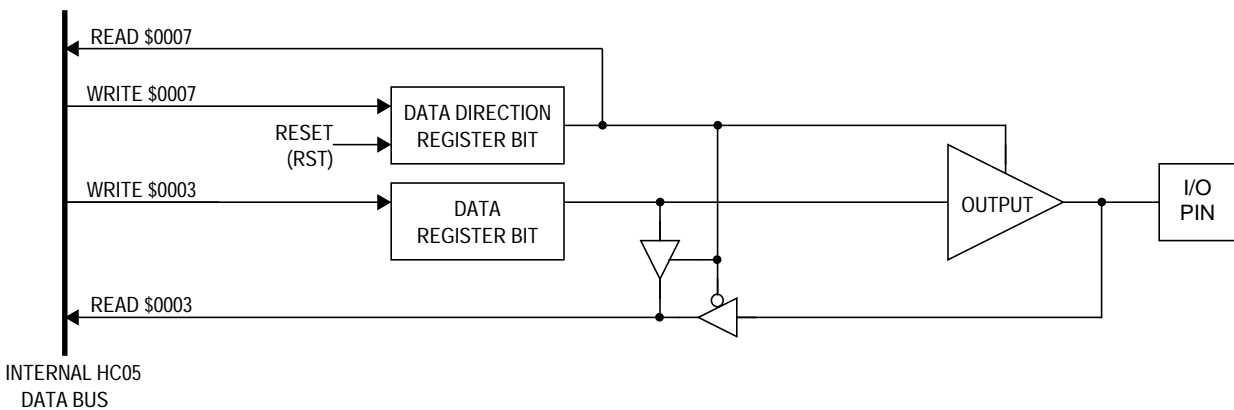 READ $0007
WRITE $0007
DATA DIRECTION
REGISTER BIT
RESET
(RST)
WRITE $0003
DATA
REGISTER BIT
OUTPUT
I/O
PIN
READ $0003
INTERNAL HC05
DATA BUS